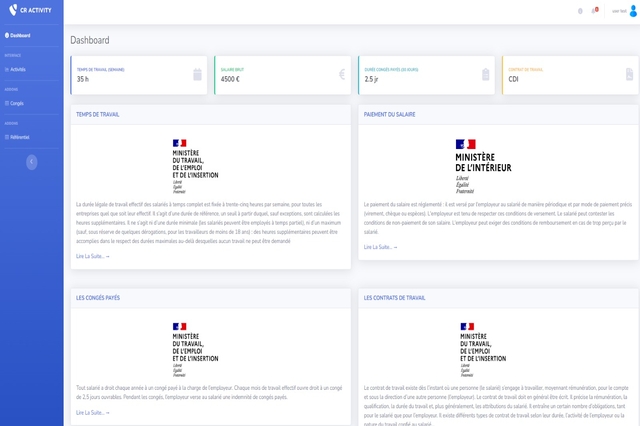 CR ACTIVITY
user test
Dashboard
Dashboard
INTERFACE
Activités
Congés
Référentiel
TEMPS DE TRAVAIL (SEMAINE)
35 h
SALAIRE BRUT
4500 €
DURÉE CONGÉS PAYÉS (30 JOURS)
2.5 jr
CONTRAT DE TRAVAIL
CDI
TEMPS DE TRAVAIL
MINISTÈRE
DU TRAVAIL,
DE L'EMPLOI
ET DE L'INSERTION
Liberté
Égalité
Fraternité
La durée légale de travail effectif des salariés à temps complet est fixée à trente-cinq heures par semaine, pour toutes les
entreprises quel que soit leur effectif. Il s'agit d'une durée de référence, un seuil à partir duquel, sauf exceptions, sont calculées les
heures supplémentaires. Il ne s'agit ni d'une durée minimale (les salariés peuvent être employés à temps partiel), ni d'un maximum
(sauf, sous réserve de quelques dérogations, pour les travailleurs de moins de 18 ans) : des heures supplémentaires peuvent être
accomplies dans le respect des durées maximales au-delà desquelles aucun travail ne peut être demandé
Lire La Suite... →
PAIEMENT DU SALAIRE
MINISTÈRE
DE L'INTÉRIEUR
Liberté
Égalité
Fraternité
Le paiement du salaire est réglementé : il est versé par l'employeur au salarié de manière périodique et par mode de paiement précis
(virement, chèque ou espèces). L'employeur est tenu de respecter ces conditions de versement. Le salarié peut contester les
conditions de non-paiement de son salaire. L'employeur peut exiger des conditions de remboursement en cas de trop perçu par le
salarié.
Lire La Suite... →
LES CONGÉS PAYÉS
MINISTÈRE
DU TRAVAIL,
DE L'EMPLOI
ET DE L'INSERTION
Liberté
Égalité
Fraternité
Tout salarié a droit chaque année à un congé payé à la charge de l'employeur. Chaque mois de travail effectif ouvre droit à un congé
de 2,5 jours ouvrables. Pendant les congés, l'employeur verse au salarié une indemnité de congés payés.
Lire La Suite... →
LES CONTRATS DE TRAVAIL
MINISTÈRE
DU TRAVAIL,
DE L'EMPLOI
ET DE L'INSERTION
Liberté
Égalité
Fraternité
Le contrat de travail existe dès l'instant où une personne (le salarié) s'engage à travailler, moyennant rémunération, pour le compte
et sous la direction d'une autre personne (l'employeur). Le contrat de travail doit en général être écrit. Il précise la rémunération, la
qualification, la durée du travail et, plus généralement, les attributions du salarié. Il entraîne un certain nombre d'obligations, tant
pour le salarié que pour l'employeur. Il existe différents types de contrat de travail selon leur durée, l'activité de l'employeur ou la
nature du travail confié au salarié.